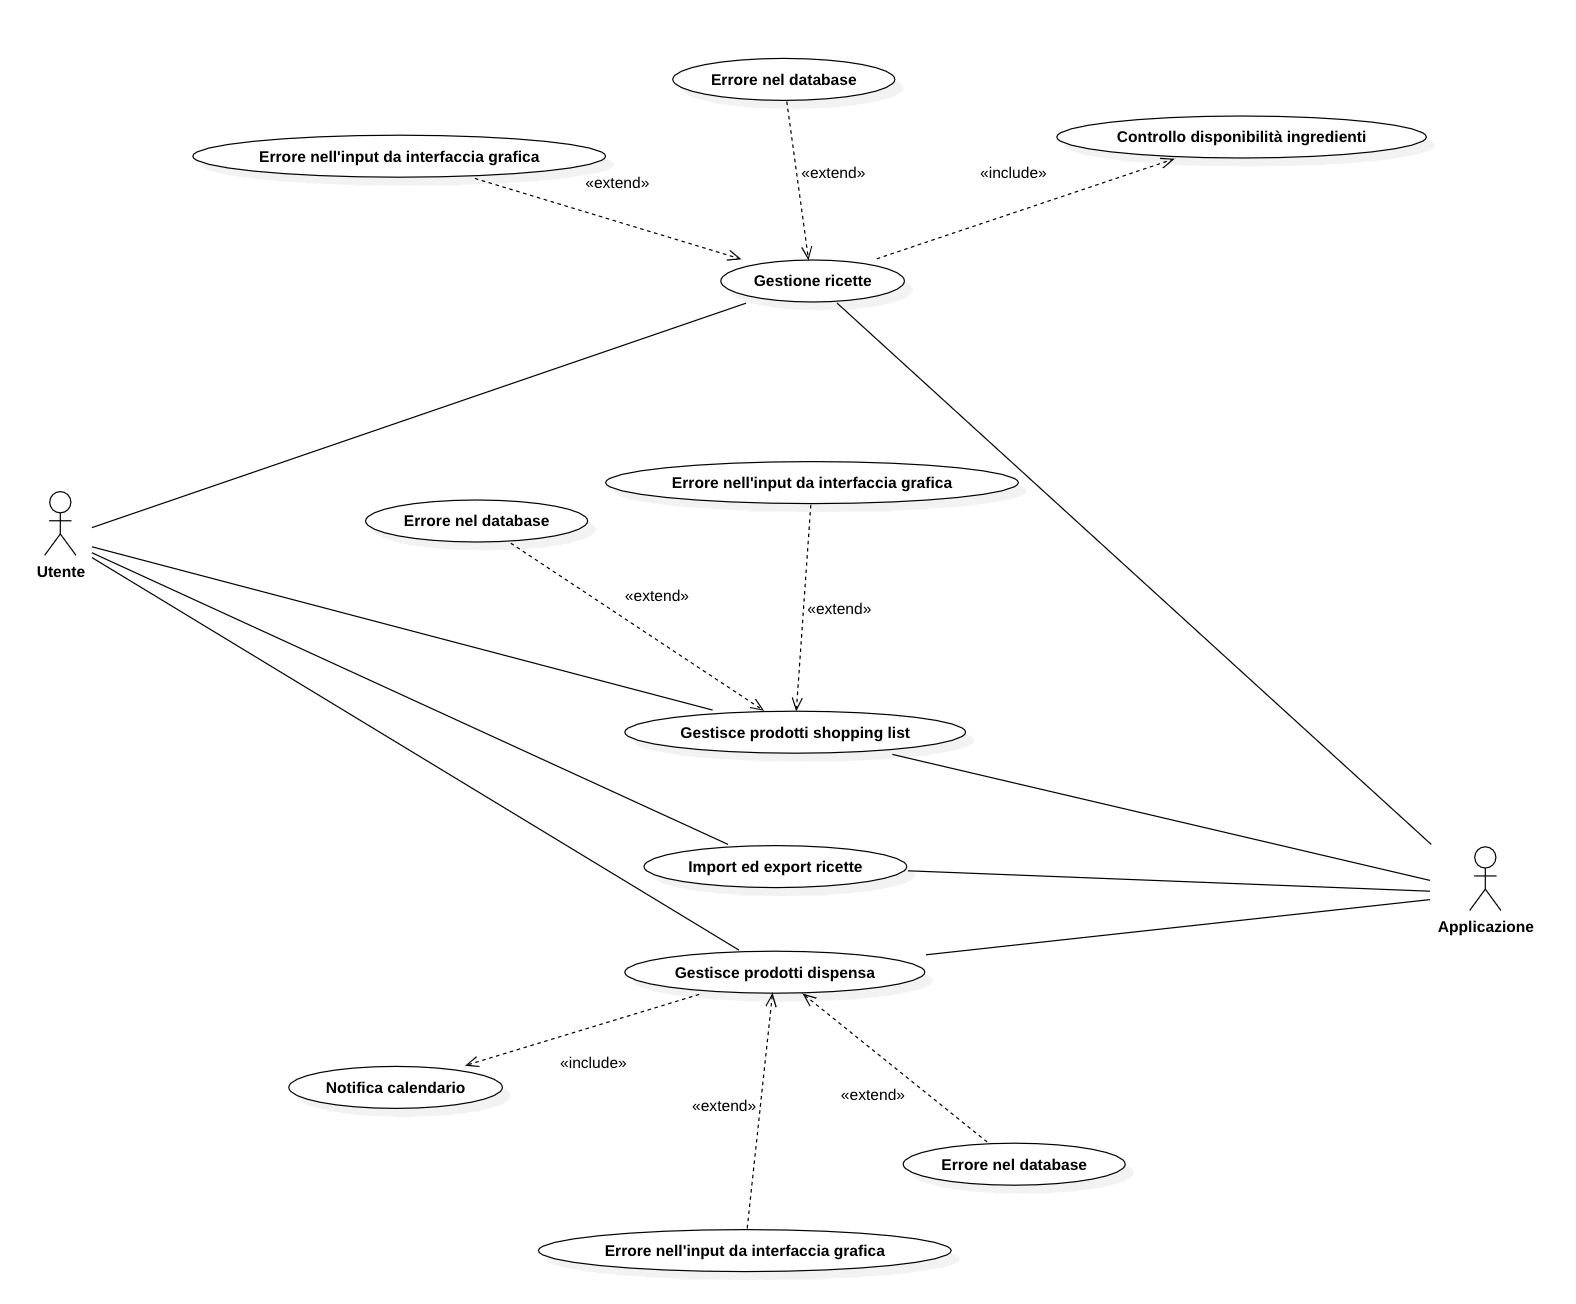 Errore nel database
Controllo disponibilità ingredienti
Errore nell'input da interfaccia grafica
«extend»
«extend»
«include»
Gestione ricette
Errore nell'input da interfaccia grafica
Errore nel database
Utente
«extend»
«extend»
Gestisce prodotti shopping list
Import ed export ricette
Applicazione
Gestisce prodotti dispensa
«include»
Notifica calendario
«extend»
«extend»
Errore nel database
Errore nell'input da interfaccia grafica